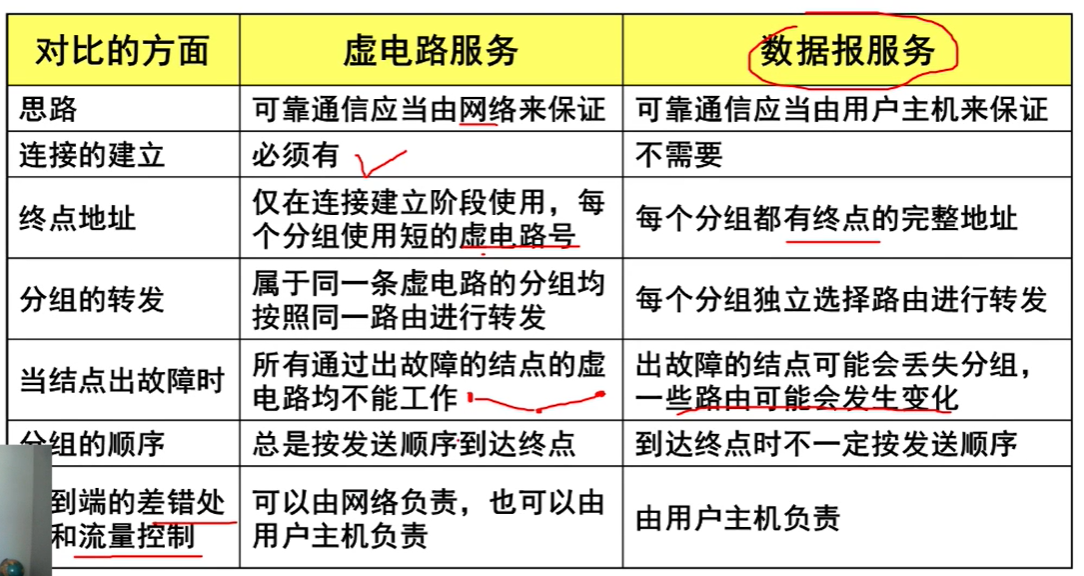 对比的方面 虚电路服务 数据报服务
思路 可靠通信应当由网络来保证 可靠通信应当由用户主机来保证
连接的建立 必须有 不需要
终点地址 仅在连接建立阶段使用，每
个分组使用短的虚电路号 每个分组都有终点的完整地址
分组的转发 属于同一条虚电路的分组均
按照同一路由进行转发 每个分组独立选择路由进行转发
当结点出故障时 所有通过出故障的结点的虚
电路均不能工作 出故障的结点可能会丢失分组，
一些路由可能会发生变化
分组的顺序 总是按发送顺序到达终点 到达终点时不一定按发送顺序
到端的差错处
和流量控制 可以由网络负责，也可以由
用户主机负责 由用户主机负责